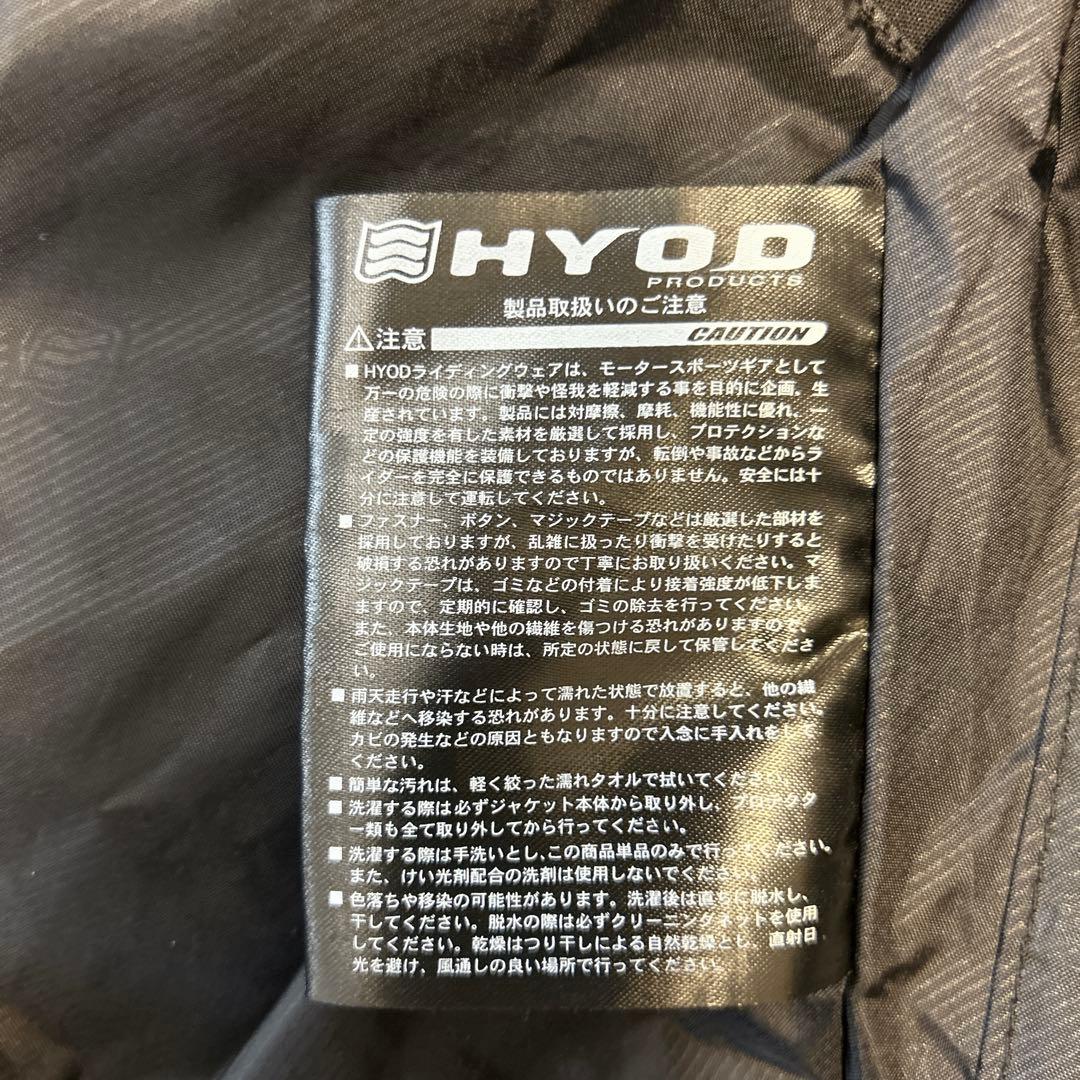 HYOD
PRODUCTS
製品取扱いのご注意
⚠注意 CAUTION
■ HYODライディングウェアは、モータースポーツギアとして
万一の危険の際に衝撃や怪我を軽減する事を目的に企画、生
産されています。製品には対摩擦、摩耗、機能性に優れ、一
定の強度を有した素材を厳選して採用し、プロテクションな
どの保護機能を装備しておりますが、転倒や事故などからラ
イダーを完全に保護できるものではありません。安全には十
分に注意して運転してください。
■ ファスナー、ボタン、マジックテープなどは厳選した部材を
採用しておりますが、乱雑に扱ったり衝撃を受けたりすると
破損する恐れがありますので丁寧にお取り扱いください。マ
ジックテープは、ゴミなどの付着により接着強度が低下しま
ますので、定期的に確認し、ゴミの除去を行ってください。
また、本体生地や他の繊維を傷つける恐れがありますので、
ご使用にならない時は、所定の状態に戻して保管してくださ
い。
■ 雨天走行や汗などによって濡れた状態で放置すると、他の繊
維などへ移染する恐れがあります。十分に注意してください。
カビの発生などの原因ともなりますので入念に手入れをして
ください。
■ 簡単な汚れは、軽く絞った濡れタオルで拭いてください。
■ 洗濯する際は必ずジャケット本体から取り外し、プロテクタ
ー類も全て取り外してから行ってください。
■ 洗濯する際は手洗いとし、この商品単品のみで行ってください。
また、けい光剤配合の洗剤は使用しないでください。
■ 色落ちや移染の可能性があります。洗濯後は直ちに脱水し、
干してください。脱水の際は必ずクリーニングネットを使用
してください。乾燥はつり干しによる自然乾燥とし、直射日
光を避け、風通しの良い場所で行ってください。